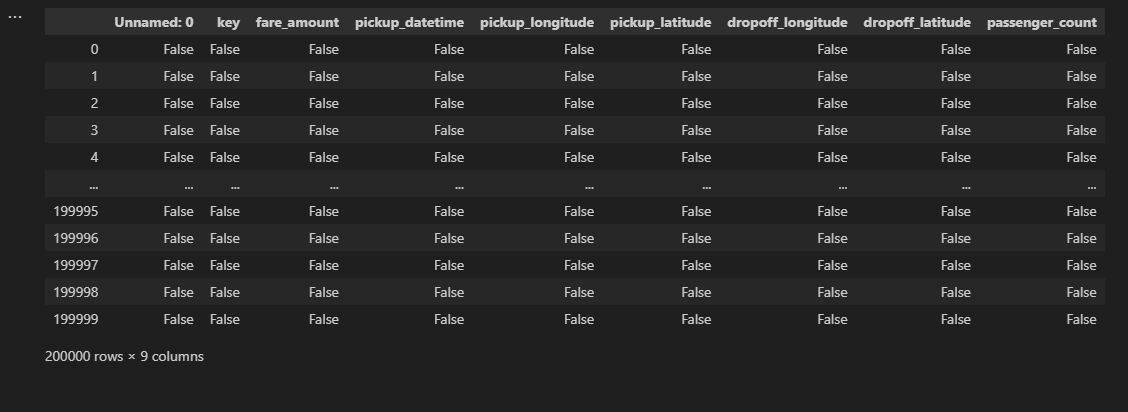 ...
Unnamed: 0 key fare_amount pickup_datetime pickup_longitude pickup_latitude dropoff_longitude dropoff_latitude passenger_count
0 False False False False False False False False False
1 False False False False False False False False False
2 False False False False False False False False False
3 False False False False False False False False False
4 False False False False False False False False False
... ... ... ... ... ... ... ... ... ...
199995 False False False False False False False False False
199996 False False False False False False False False False
199997 False False False False False False False False False
199998 False False False False False False False False False
199999 False False False False False False False False False
200000 rows × 9 columns